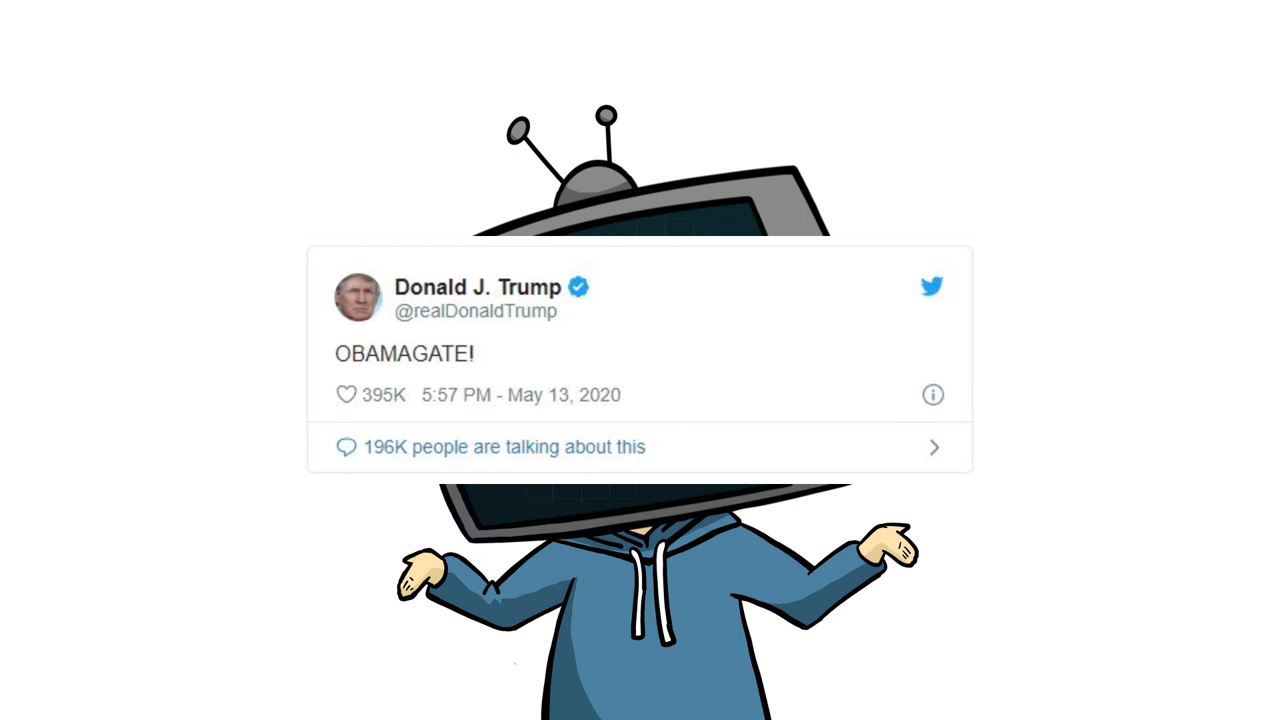 Donald J. Trump
@realDonaldTrump
OBAMAGATE!
395K 5:57 PM - May 13, 2020
196K people are talking about this